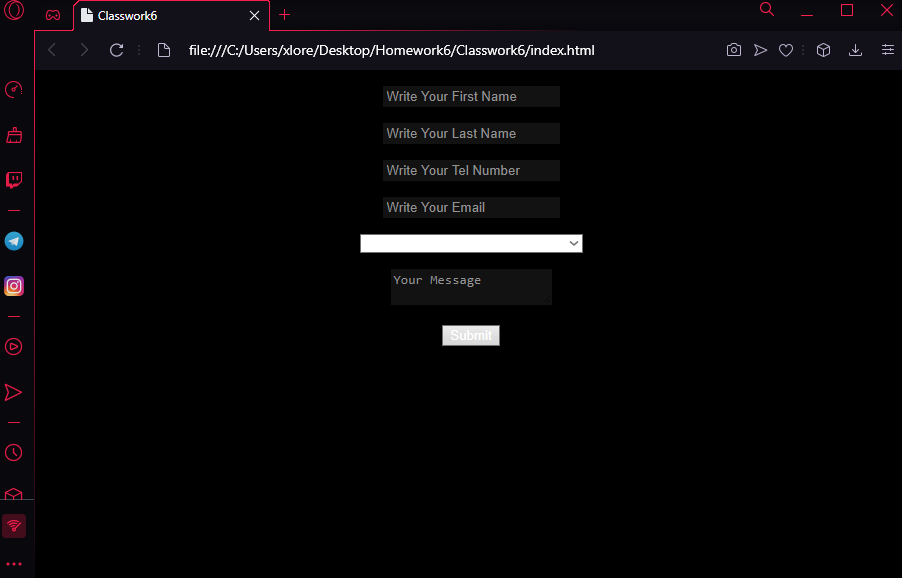 Classwork6
file:///C:/Users/xlore/Desktop/Homework6/Classwork6/index.html
Write Your First Name
Write Your Last Name
Write Your Tel Number
Write Your Email
Your Message
Submit